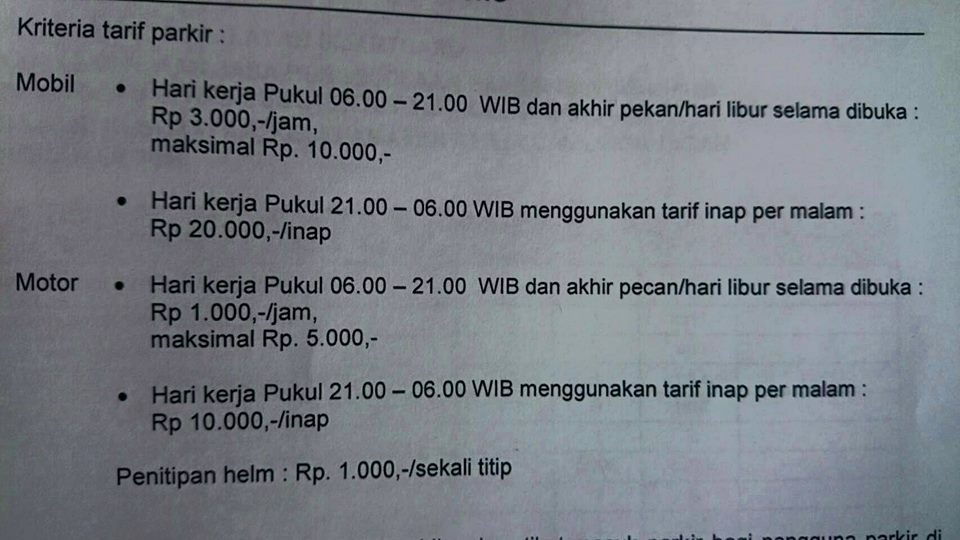 Kriteria tarif parkir :
Mobil • Hari kerja Pukul 06.00 – 21.00 WIB dan akhir pekan/hari libur selama dibuka :
Rp 3.000,-/jam,
maksimal Rp. 10.000,-
• Hari kerja Pukul 21.00 – 06.00 WIB menggunakan tarif inap per malam :
Rp 20.000,-/inap
Motor • Hari kerja Pukul 06.00 – 21.00 WIB dan akhir pecan/hari libur selama dibuka :
Rp 1.000,-/jam,
maksimal Rp. 5.000,-
• Hari kerja Pukul 21.00 – 06.00 WIB menggunakan tarif inap per malam :
Rp 10.000,-/inap
Penitipan helm : Rp. 1.000,-/sekali titip
parkir bagi pengguna parkir di